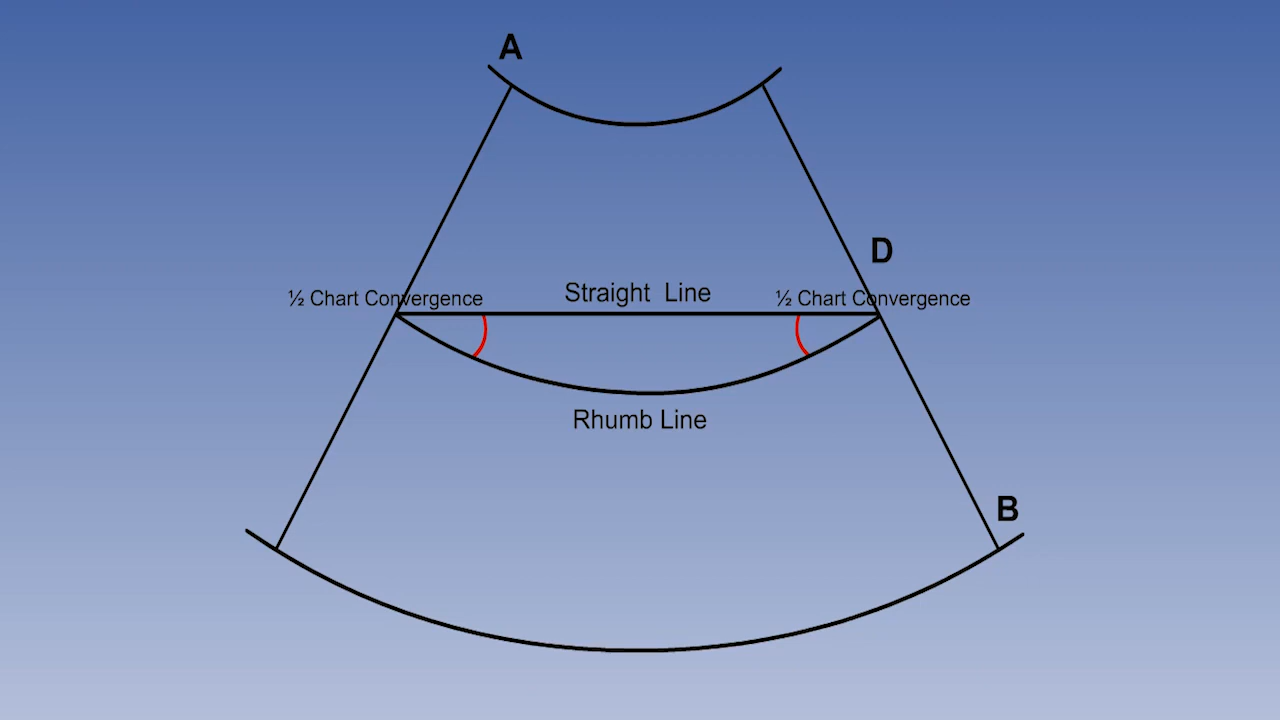 A
D
½ Chart Convergence
Straight Line
½ Chart Convergence
Rhumb Line
B